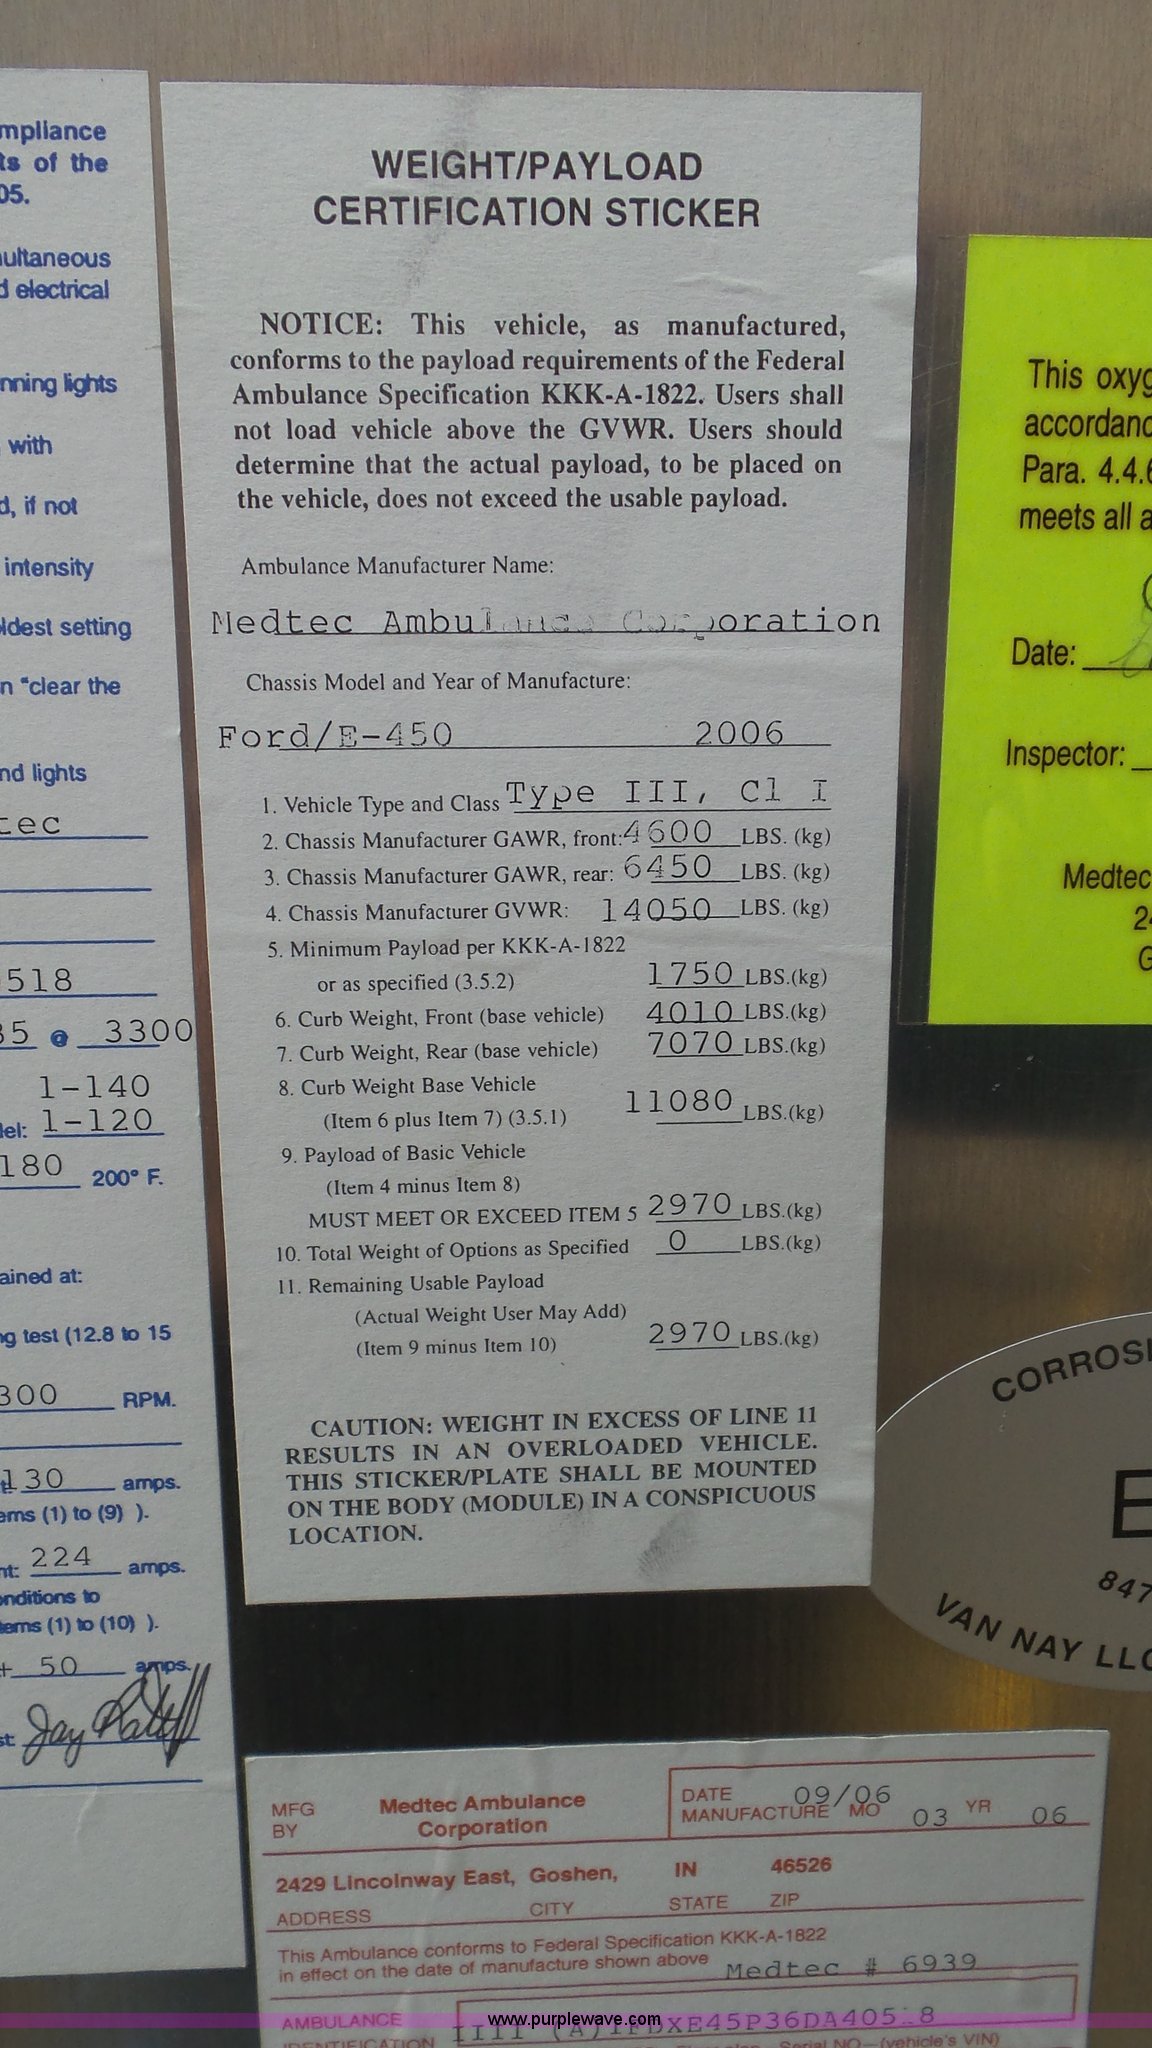 mpliance
ts of the
05.
ultaneous
d electrical
nning lights
with
d, if not
intensity
oldest setting
n "clear the
nd lights
tec
518
35 @ 3300
1-140
del: 1-120
180 200° F.
ained at:
ng test (12.8 to 15
300 RPM.
130 amps.
ems (1) to (9) ).
nt: 224 amps.
onditions to
tems (1) to (10) ).
+ 50 amps.
st: Jay
WEIGHT/PAYLOAD
CERTIFICATION STICKER
NOTICE: This vehicle, as manufactured,
conforms to the payload requirements of the Federal
Ambulance Specification KKK-A-1822. Users shall
not load vehicle above the GVWR. Users should
determine that the actual payload, to be placed on
the vehicle, does not exceed the usable payload.
Ambulance Manufacturer Name:
Medtec Ambulance Corporation
Chassis Model and Year of Manufacture:
Ford/E-450 2006
1. Vehicle Type and Class Type III, Cl I
2. Chassis Manufacturer GAWR, front: 4600 LBS. (kg)
3. Chassis Manufacturer GAWR, rear: 6450 LBS. (kg)
4. Chassis Manufacturer GVWR: 14050 LBS. (kg)
5. Minimum Payload per KKK-A-1822
or as specified (3.5.2) 1750 LBS.(kg)
6. Curb Weight, Front (base vehicle) 4010 LBS.(kg)
7. Curb Weight, Rear (base vehicle) 7070 LBS.(kg)
8. Curb Weight Base Vehicle
(Item 6 plus Item 7) (3.5.1) 11080 LBS.(kg)
9. Payload of Basic Vehicle
(Item 4 minus Item 8)
MUST MEET OR EXCEED ITEM 5 2970 LBS.(kg)
10. Total Weight of Options as Specified 0 LBS.(kg)
11. Remaining Usable Payload
(Actual Weight User May Add)
(Item 9 minus Item 10) 2970 LBS.(kg)
CAUTION: WEIGHT IN EXCESS OF LINE 11
RESULTS IN AN OVERLOADED VEHICLE.
THIS STICKER/PLATE SHALL BE MOUNTED
ON THE BODY (MODULE) IN A CONSPICUOUS
LOCATION.
This oxyg
accordanc
Para. 4.4.6
meets all a
Date:
Inspector:
Medtec
24
G
CORROSI
E
847
VAN NAY LLC
MFG BY Medtec Ambulance Corporation
DATE 09/06
MANUFACTURE MO 03 YR 06
2429 Lincolnway East, Goshen, IN 46526
ADDRESS CITY STATE ZIP
This Ambulance conforms to Federal Specification KKK-A-1822
in effect on the date of manufacture shown above Medtec # 6939
AMBULANCE
IDENTIFICATION
Serial NO—(vehicle's VIN)
www.purplewave.com